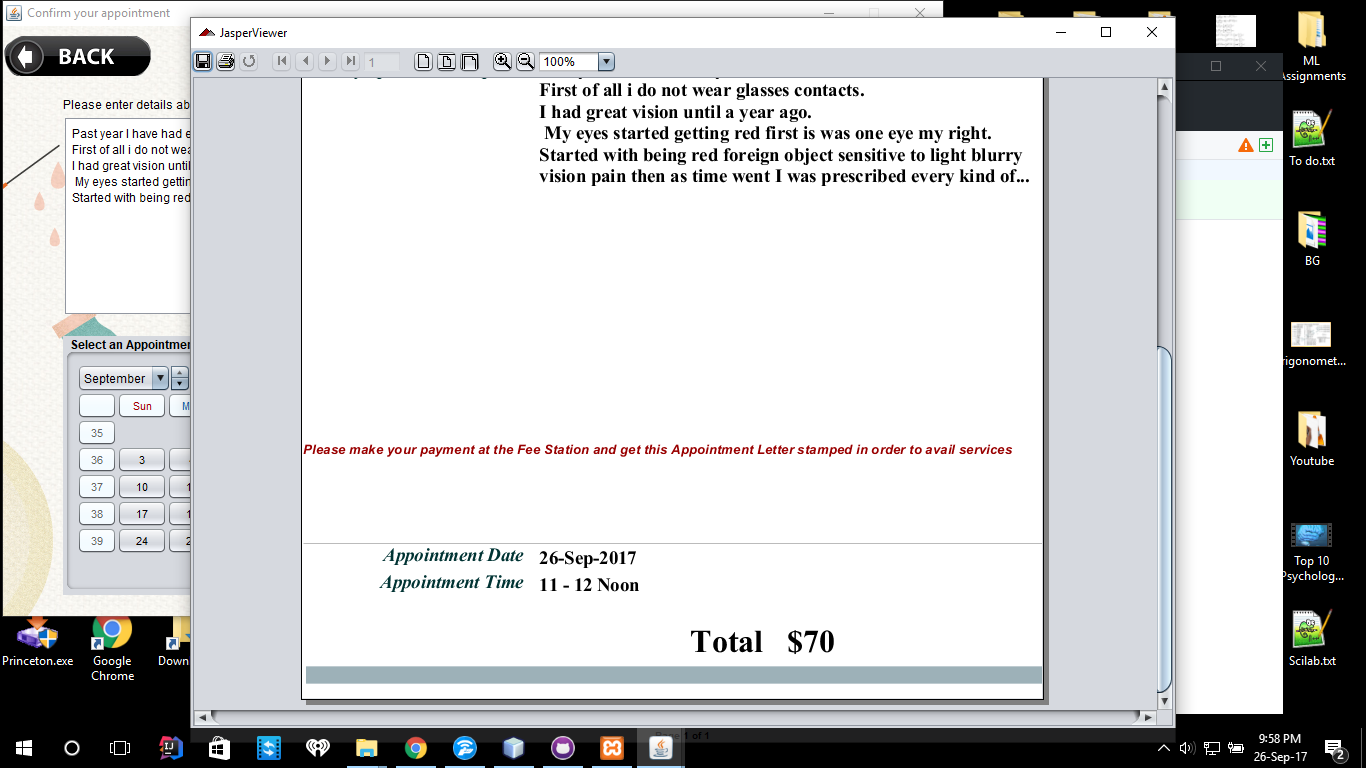 Confirm your appointment
BACK
Please enter details ab
Past year I have had e
First of all i do not wea
I had great vision until
My eyes started gettin
Started with being red
Select an Appointmen
September
Sun
M
35
36
3
37
10
1
38
17
1
39
24
2
JasperViewer
1
100%
First of all i do not wear glasses contacts.
I had great vision until a year ago.
My eyes started getting red first is was one eye my right.
Started with being red foreign object sensitive to light blurry
vision pain then as time went I was prescribed every kind of...
Please make your payment at the Fee Station and get this Appointment Letter stamped in order to avail services
Appointment Date 26-Sep-2017
Appointment Time 11 - 12 Noon
Total $70
Page 1 of 1
ML
Assignments
To do.txt
BG
rigonomet...
Youtube
Top 10
Psycholog...
Scilab.txt
Princeton.exe
Google
Chrome
Down
9:58 PM
26-Sep-17
2